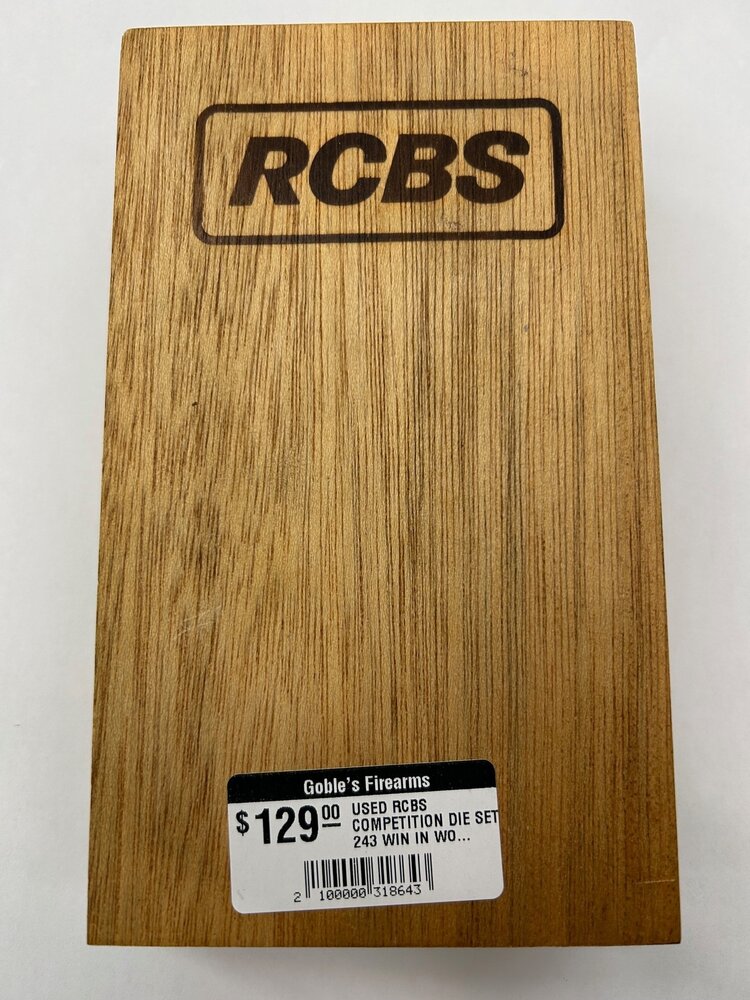 RCBS
Goble's Firearms
$129.00 USED RCBS
COMPETITION DIE SET
243 WIN IN WO...
2 100000 318643